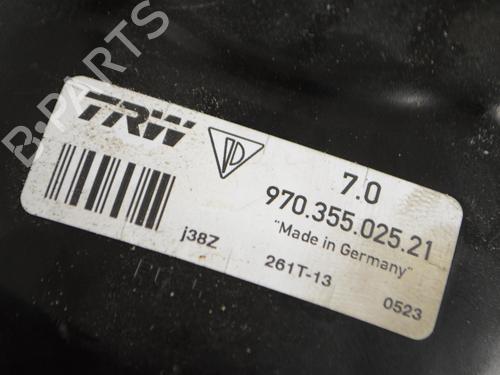 B-PARTS
TRW
7.0
970.355.025.21
"Made in Germany"
j38Z
261T-13
0523